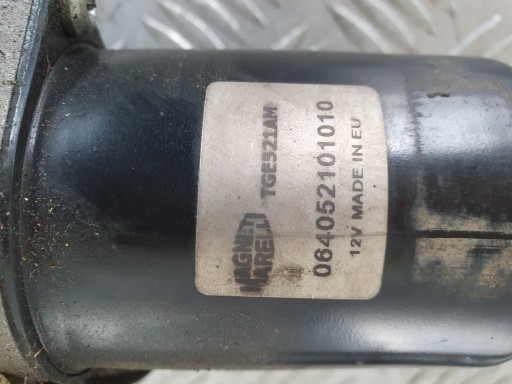 MAGNETI MARELLI TGE521AM
064052101010
12V MADE IN EU